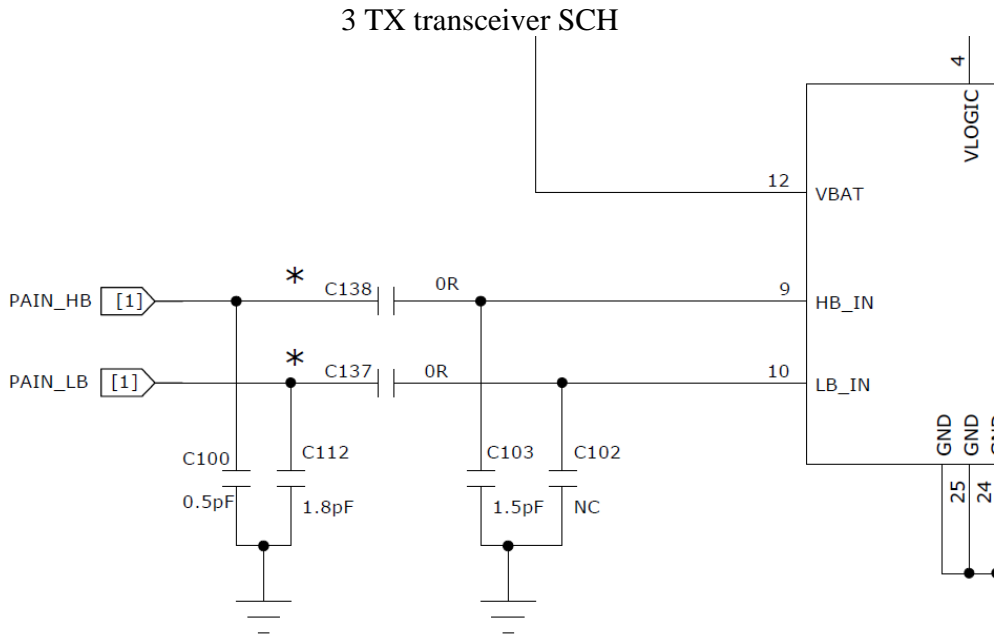 3 TX transceiver SCH
4
VLOGIC
12
VBAT
PAIN_HB [1]
*
C138
0R
9
HB_IN
PAIN_LB [1]
*
C137
0R
10
LB_IN
C100
0.5pF
C112
1.8pF
C103
1.5pF
C102
NC
GND
GND
25
24